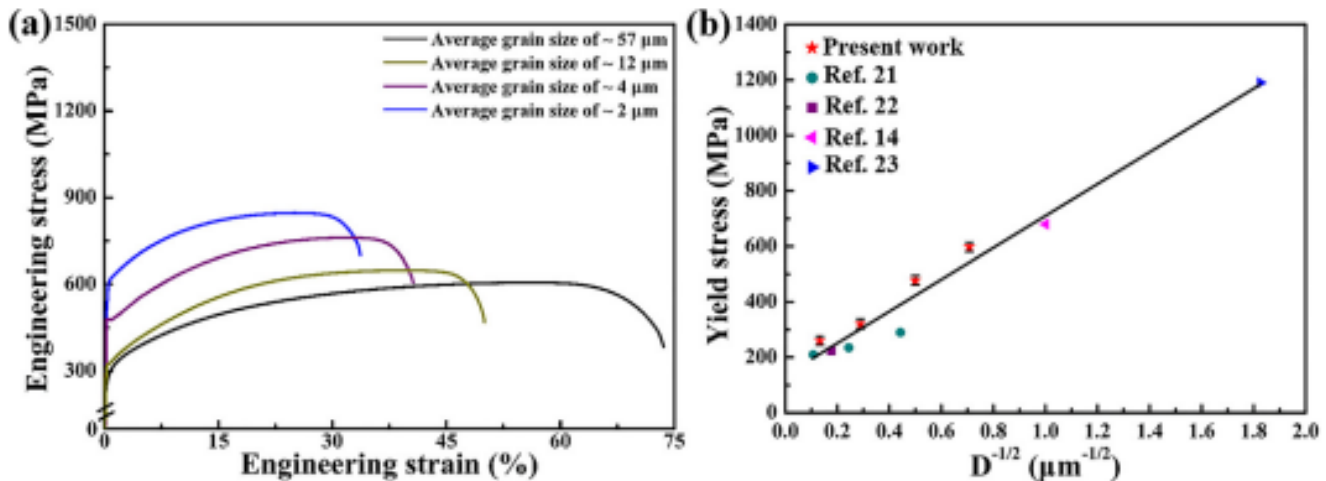 (a)
1500
1200
900
600
300
0
Engineering stress (MPa)
Average grain size of ~ 57 μm
Average grain size of ~ 12 μm
Average grain size of ~ 4 μm
Average grain size of ~ 2 μm
0 15 30 45 60 75
Engineering strain (%)
(b)
1400
1200
1000
800
600
400
200
0
Yield stress (MPa)
Present work
Ref. 21
Ref. 22
Ref. 14
Ref. 23
0.0 0.2 0.4 0.6 0.8 1.0 1.2 1.4 1.6 1.8 2.0
D-1/2 (μm-1/2)